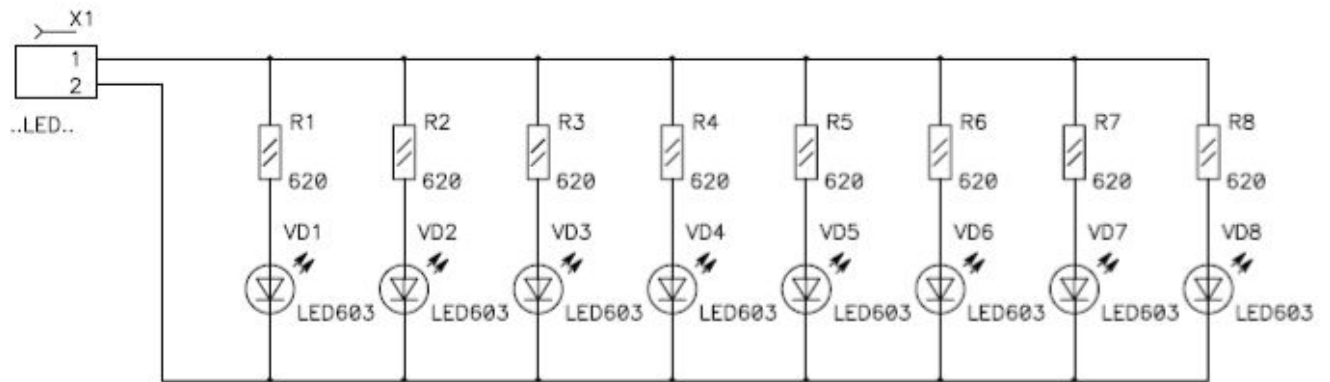 X1
1
2
..LED..
R1 R2 R3 R4 R5 R6 R7 R8
620 620 620 620 620 620 620 620
VD1 VD2 VD3 VD4 VD5 VD6 VD7 VD8
LED603 LED603 LED603 LED603 LED603 LED603 LED603 LED603